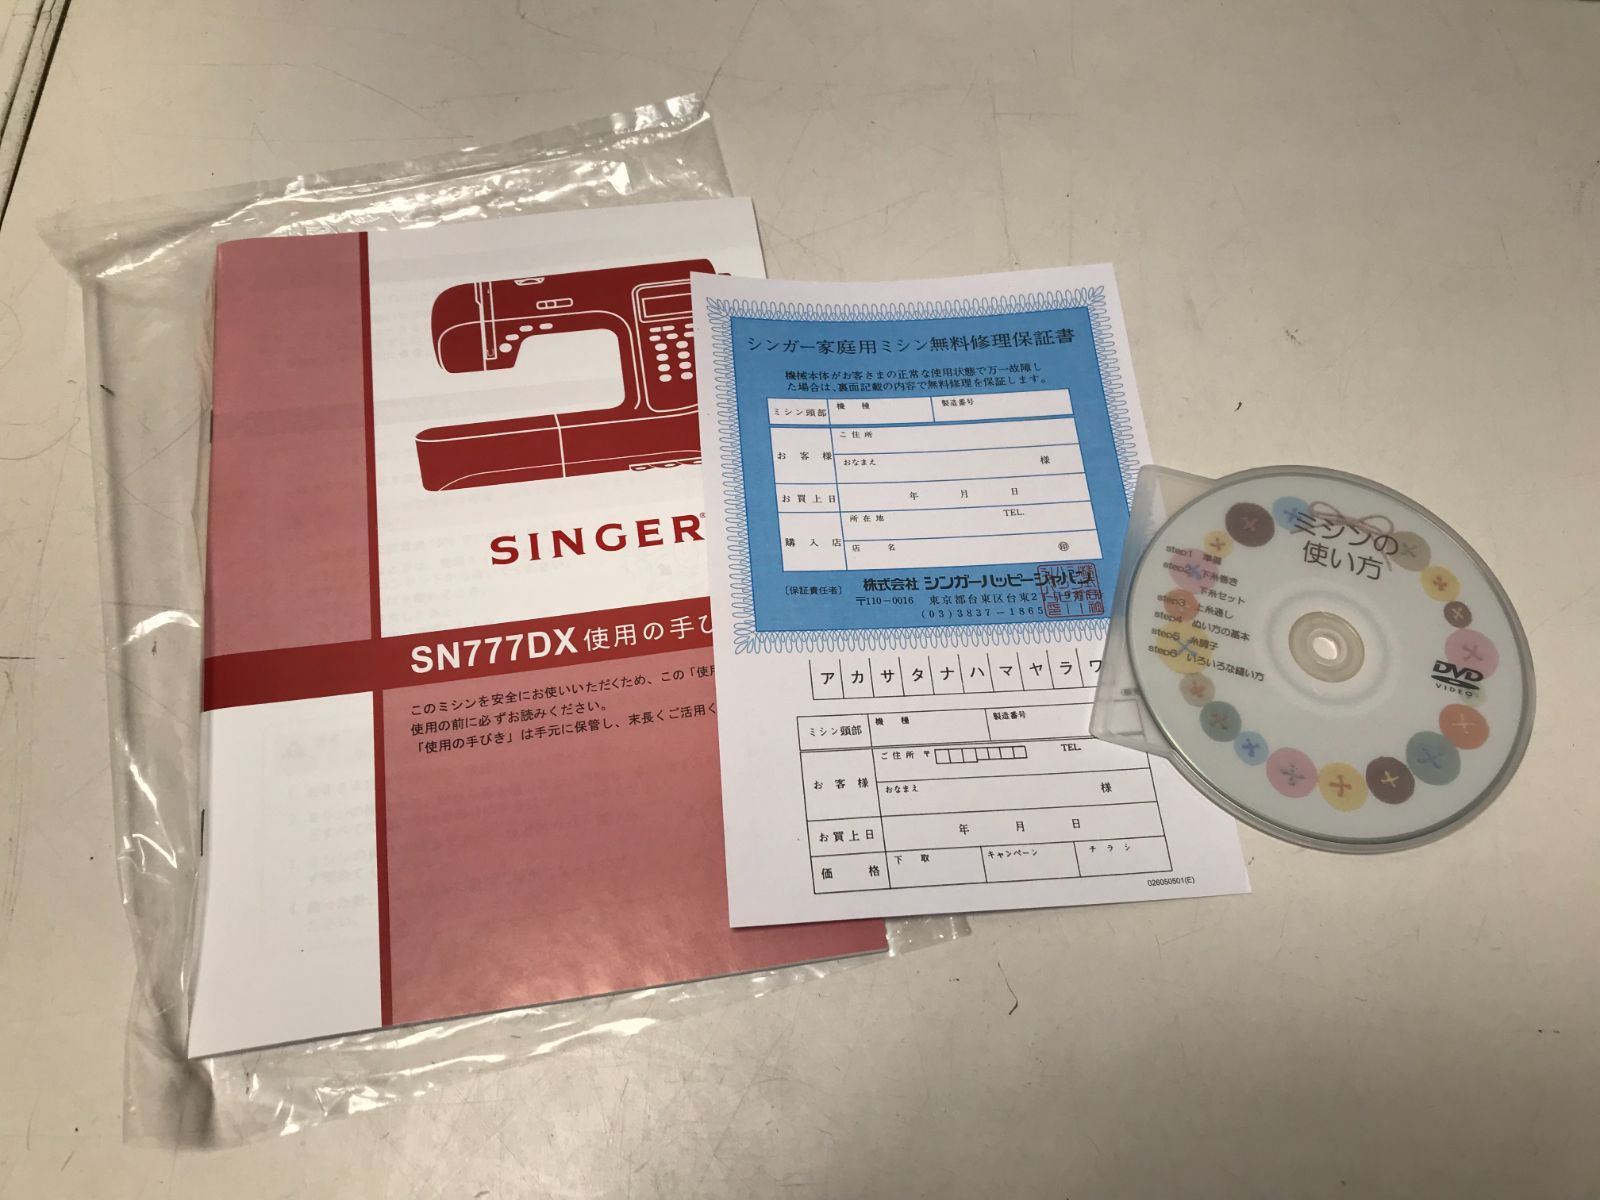 SINGER®
SN777DX 使用の手び
このミシンを安全にお使いいただくため、この「使用
使用の前に必ずお読みください。
「使用の手びき」は手元に保管し、末長くご活用く
シンガー家庭用ミシン無料修理保証書
機械本体がお客さまの正常な使用状態で万一故障し
た場合は、裏面記載の内容で無料修理を保証します。
ミシン頭部 機種 製造番号
お客様 ご住所
おなまえ 様
お買上日 年 月 日
購入店 所在地 TEL.
店名 ㊞
〔保証責任者〕 株式会社 シンガーハッピージャパン
〒110-0016 東京都台東区台東2
(03)3837-1865
ア カ サ タ ナ ハ マ ヤ ラ ワ
ミシン頭部 機種 製造番号
お客様 ご住所 〒 TEL
おなまえ 様
お買上日 年 月 日
価格 下取 キャンペーン チラシ
026050501(E)
ミシンの
使い方
step1 準備
step2 下糸巻き
下糸セット
step3 上糸通し
step4 ぬい方の基本
step5 糸調子
step6 いろいろな縫い方
DVD
VIDEO